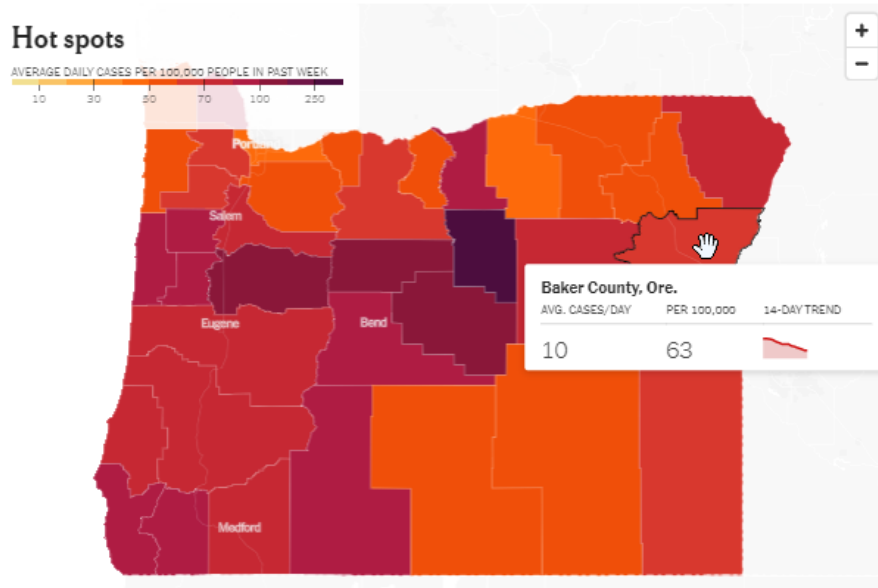 Hot spots
AVERAGE DAILY CASES PER 100,000 PEOPLE IN PAST WEEK
10 30 50 70 100 250
+
−
Salem
Baker County, Ore.
AVG. CASES/DAY PER 100,000 14-DAY TREND
10 63
Eugene
Bend
Medford